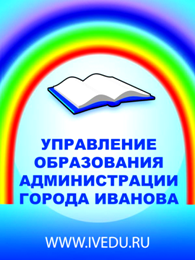 УПРАВЛЕНИЕ
ОБРАЗОВАНИЯ
АДМИНИСТРАЦИИ
ГОРОДА ИВАНОВА
WWW.IVEDU.RU